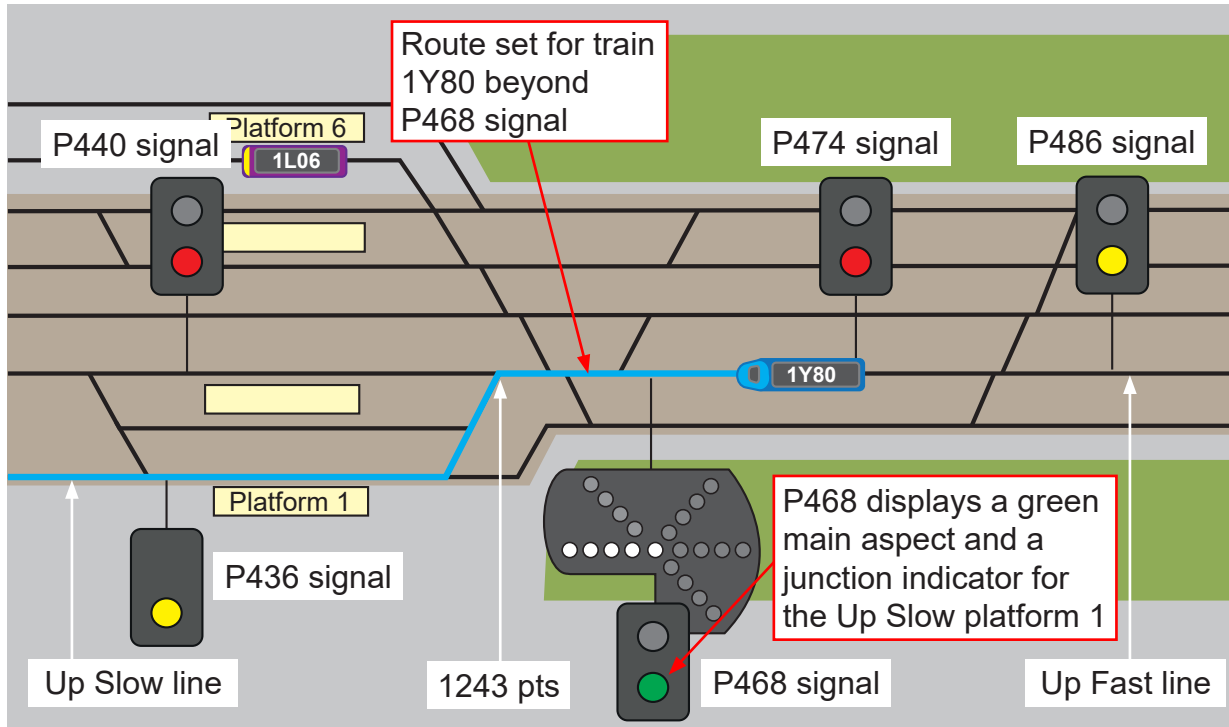 Route set for train
1Y80 beyond
P468 signal
Platform 6
P440 signal
1L06
P474 signal
P486 signal
1Y80
Platform 1
P436 signal
P468 displays a green
main aspect and a
junction indicator for
the Up Slow platform 1
Up Slow line
1243 pts
P468 signal
Up Fast line